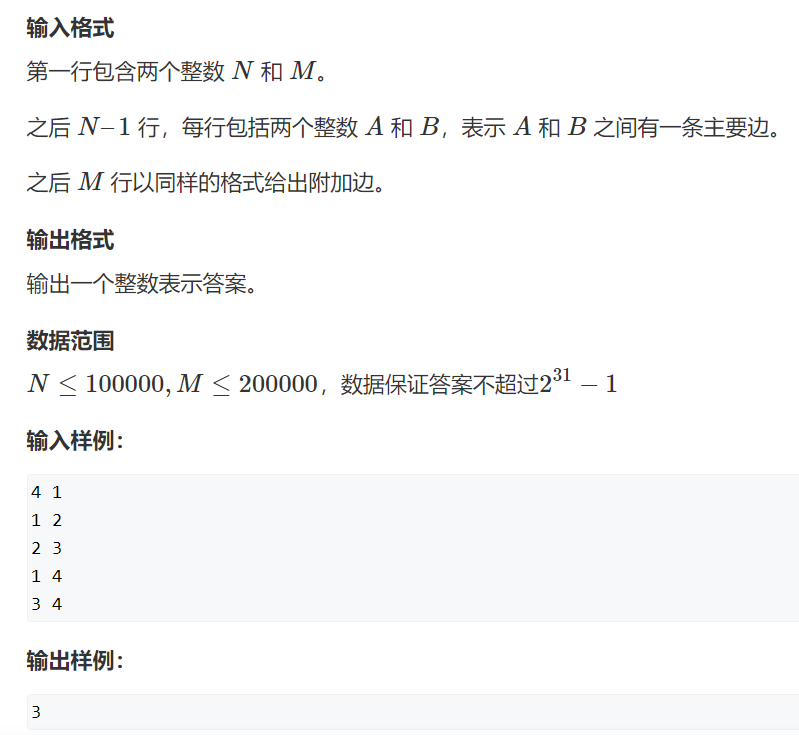 输入格式
第一行包含两个整数 N 和 M。
之后 N–1 行，每行包括两个整数 A 和 B，表示 A 和 B 之间有一条主要边。
之后 M 行以同样的格式给出附加边。
输出格式
输出一个整数表示答案。
数据范围
N ≤ 100000, M ≤ 200000，数据保证答案不超过2³¹ − 1
输入样例：
4 1
1 2
2 3
1 4
3 4
输出样例：
3